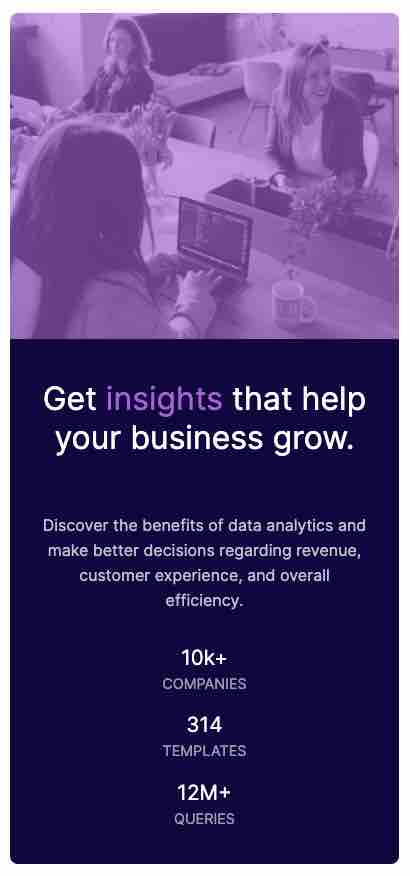 Get insights that help
your business grow.
Discover the benefits of data analytics and
make better decisions regarding revenue,
customer experience, and overall
efficiency.
10k+
COMPANIES
314
TEMPLATES
12M+
QUERIES